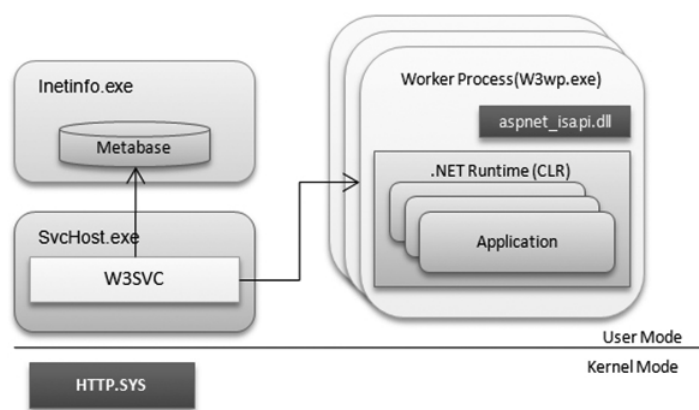 Inetinfo.exe
Metabase
SvcHost.exe
W3SVC
Worker Process(W3wp.exe)
aspnet_isapi.dll
.NET Runtime (CLR)
Application
User Mode
Kernel Mode
HTTP.SYS